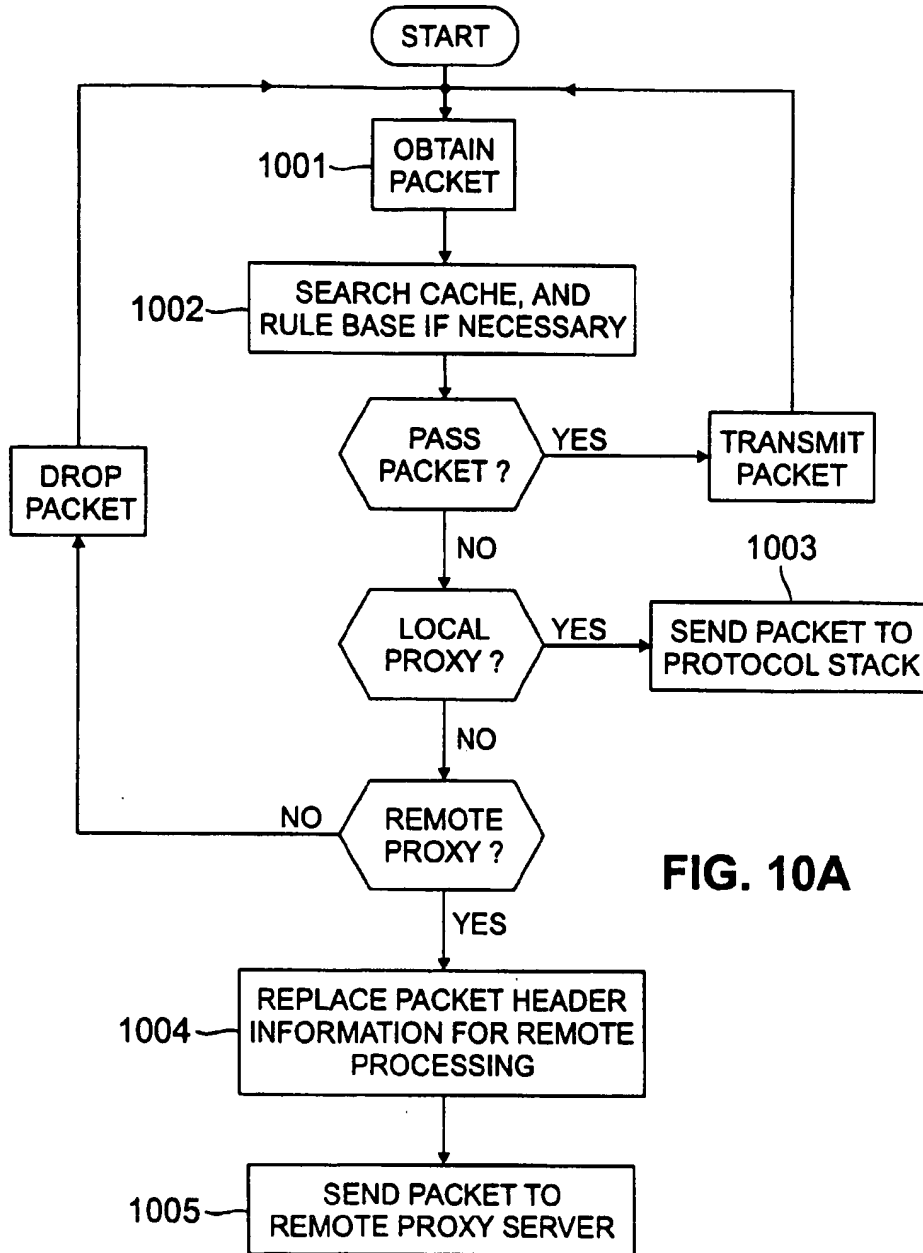 START
1001
OBTAIN
PACKET
1002
SEARCH CACHE, AND
RULE BASE IF NECESSARY
PASS
PACKET ?
YES
TRANSMIT
PACKET
DROP
PACKET
NO
1003
LOCAL
PROXY ?
YES
SEND PACKET TO
PROTOCOL STACK
NO
NO
REMOTE
PROXY ?
FIG. 10A
YES
1004
REPLACE PACKET HEADER
INFORMATION FOR REMOTE
PROCESSING
1005
SEND PACKET TO
REMOTE PROXY SERVER